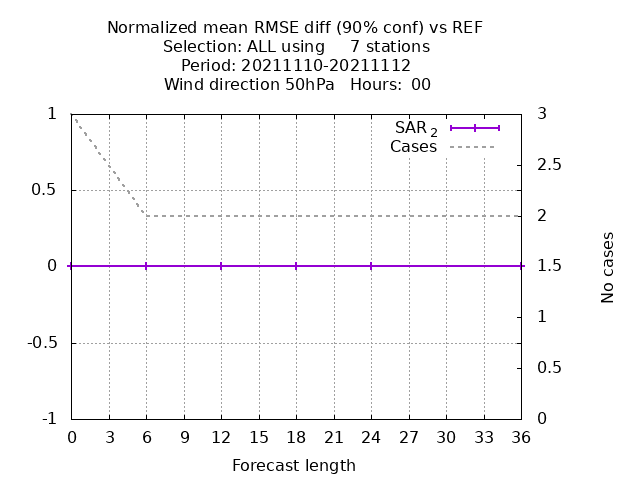 Normalized mean RMSE diff (90% conf) vs REF
Selection: ALL using     7 stations
Period: 20211110-20211112
Wind direction 50hPa   Hours: 00
SAR 2
Cases
1
0.5
0
-0.5
-1
3
2.5
2
1.5
1
0.5
0
No cases
0 3 6 9 12 15 18 21 24 27 30 33 36
Forecast length